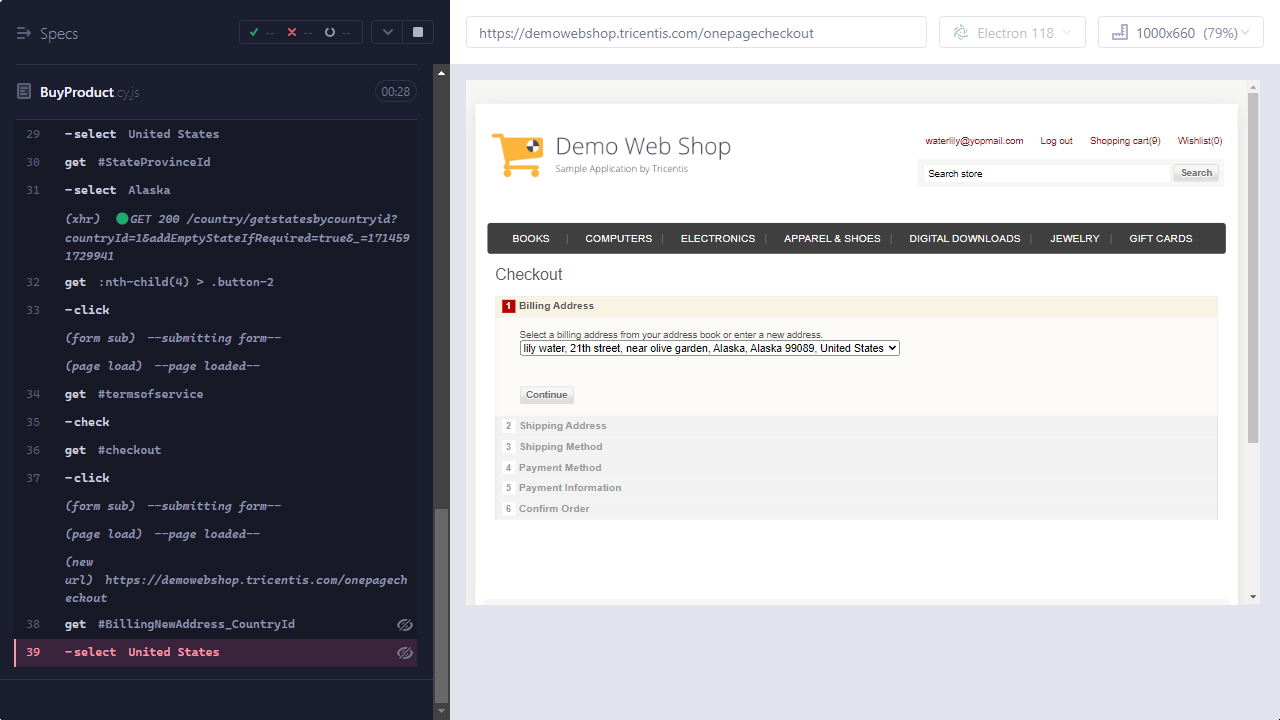 Specs
--
--
--
BuyProduct.cy.js
00:28
29 -select United States
30 get #StateProvinceId
31 -select Alaska
(xhr) GET 200 /country/getstatesbycountryid?
countryId=1&addEmptyStateIfRequired=true&_=171459
1729941
32 get :nth-child(4) > .button-2
33 -click
(form sub) --submitting form--
(page load) --page loaded--
34 get #termsofservice
35 -check
36 get #checkout
37 -click
(form sub) --submitting form--
(page load) --page loaded--
(new
url) https://demowebshop.tricentis.com/onepagech
eckout
38 get #BillingNewAddress_CountryId
39 -select United States
https://demowebshop.tricentis.com/onepagecheckout
Electron 118
1000x660 (79%)
Demo Web Shop
Sample Application by Tricentis
waterlily@yopmail.com Log out Shopping cart(9) Wishlist(0)
Search store
Search
BOOKS | COMPUTERS | ELECTRONICS | APPAREL & SHOES | DIGITAL DOWNLOADS | JEWELRY | GIFT CARDS
Checkout
1 Billing Address
Select a billing address from your address book or enter a new address.
lily water, 21th street, near olive garden, Alaska, Alaska 99089, United States
Continue
2 Shipping Address
3 Shipping Method
4 Payment Method
5 Payment Information
6 Confirm Order